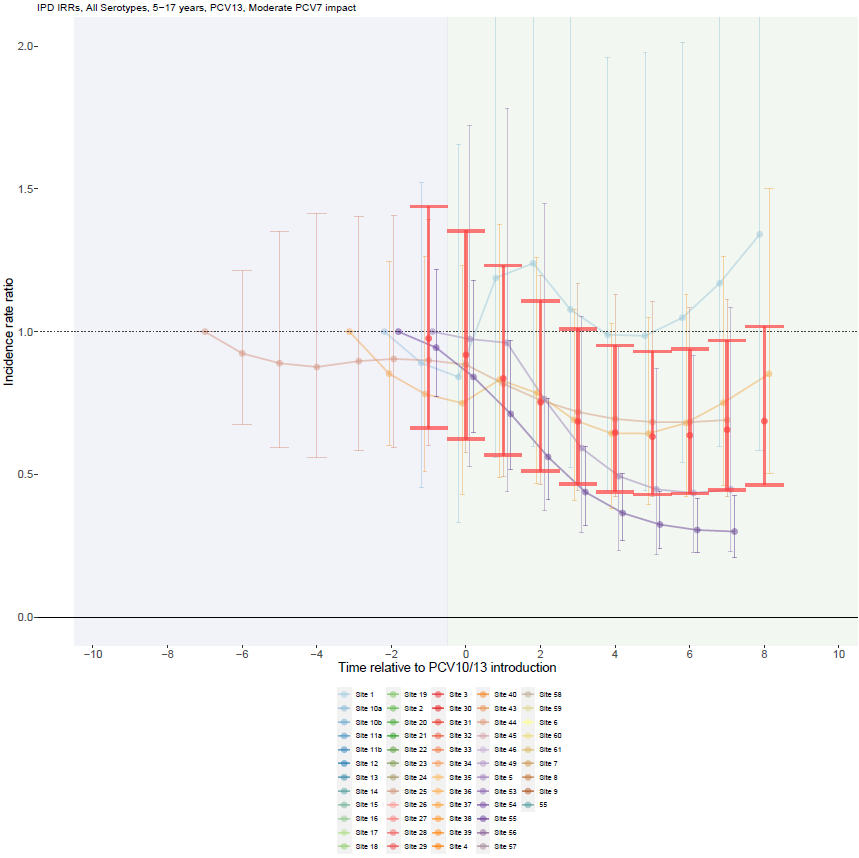 IPD IRRs, All Serotypes, 5−17 years, PCV13, Moderate PCV7 impact
Incidence rate ratio
2.0
1.5
1.0
0.5
0.0
−10 −8 −6 −4 −2 0 2 4 6 8 10
Time relative to PCV10/13 introduction
Site 1 Site 19 Site 3 Site 40 Site 58
Site 10a Site 2 Site 30 Site 43 Site 59
Site 10b Site 20 Site 31 Site 44 Site 6
Site 11a Site 21 Site 32 Site 45 Site 60
Site 11b Site 22 Site 33 Site 46 Site 61
Site 12 Site 23 Site 34 Site 49 Site 7
Site 13 Site 24 Site 35 Site 5 Site 8
Site 14 Site 25 Site 36 Site 53 Site 9
Site 15 Site 26 Site 37 Site 54 55
Site 16 Site 27 Site 38 Site 55
Site 17 Site 28 Site 39 Site 56
Site 18 Site 29 Site 4 Site 57